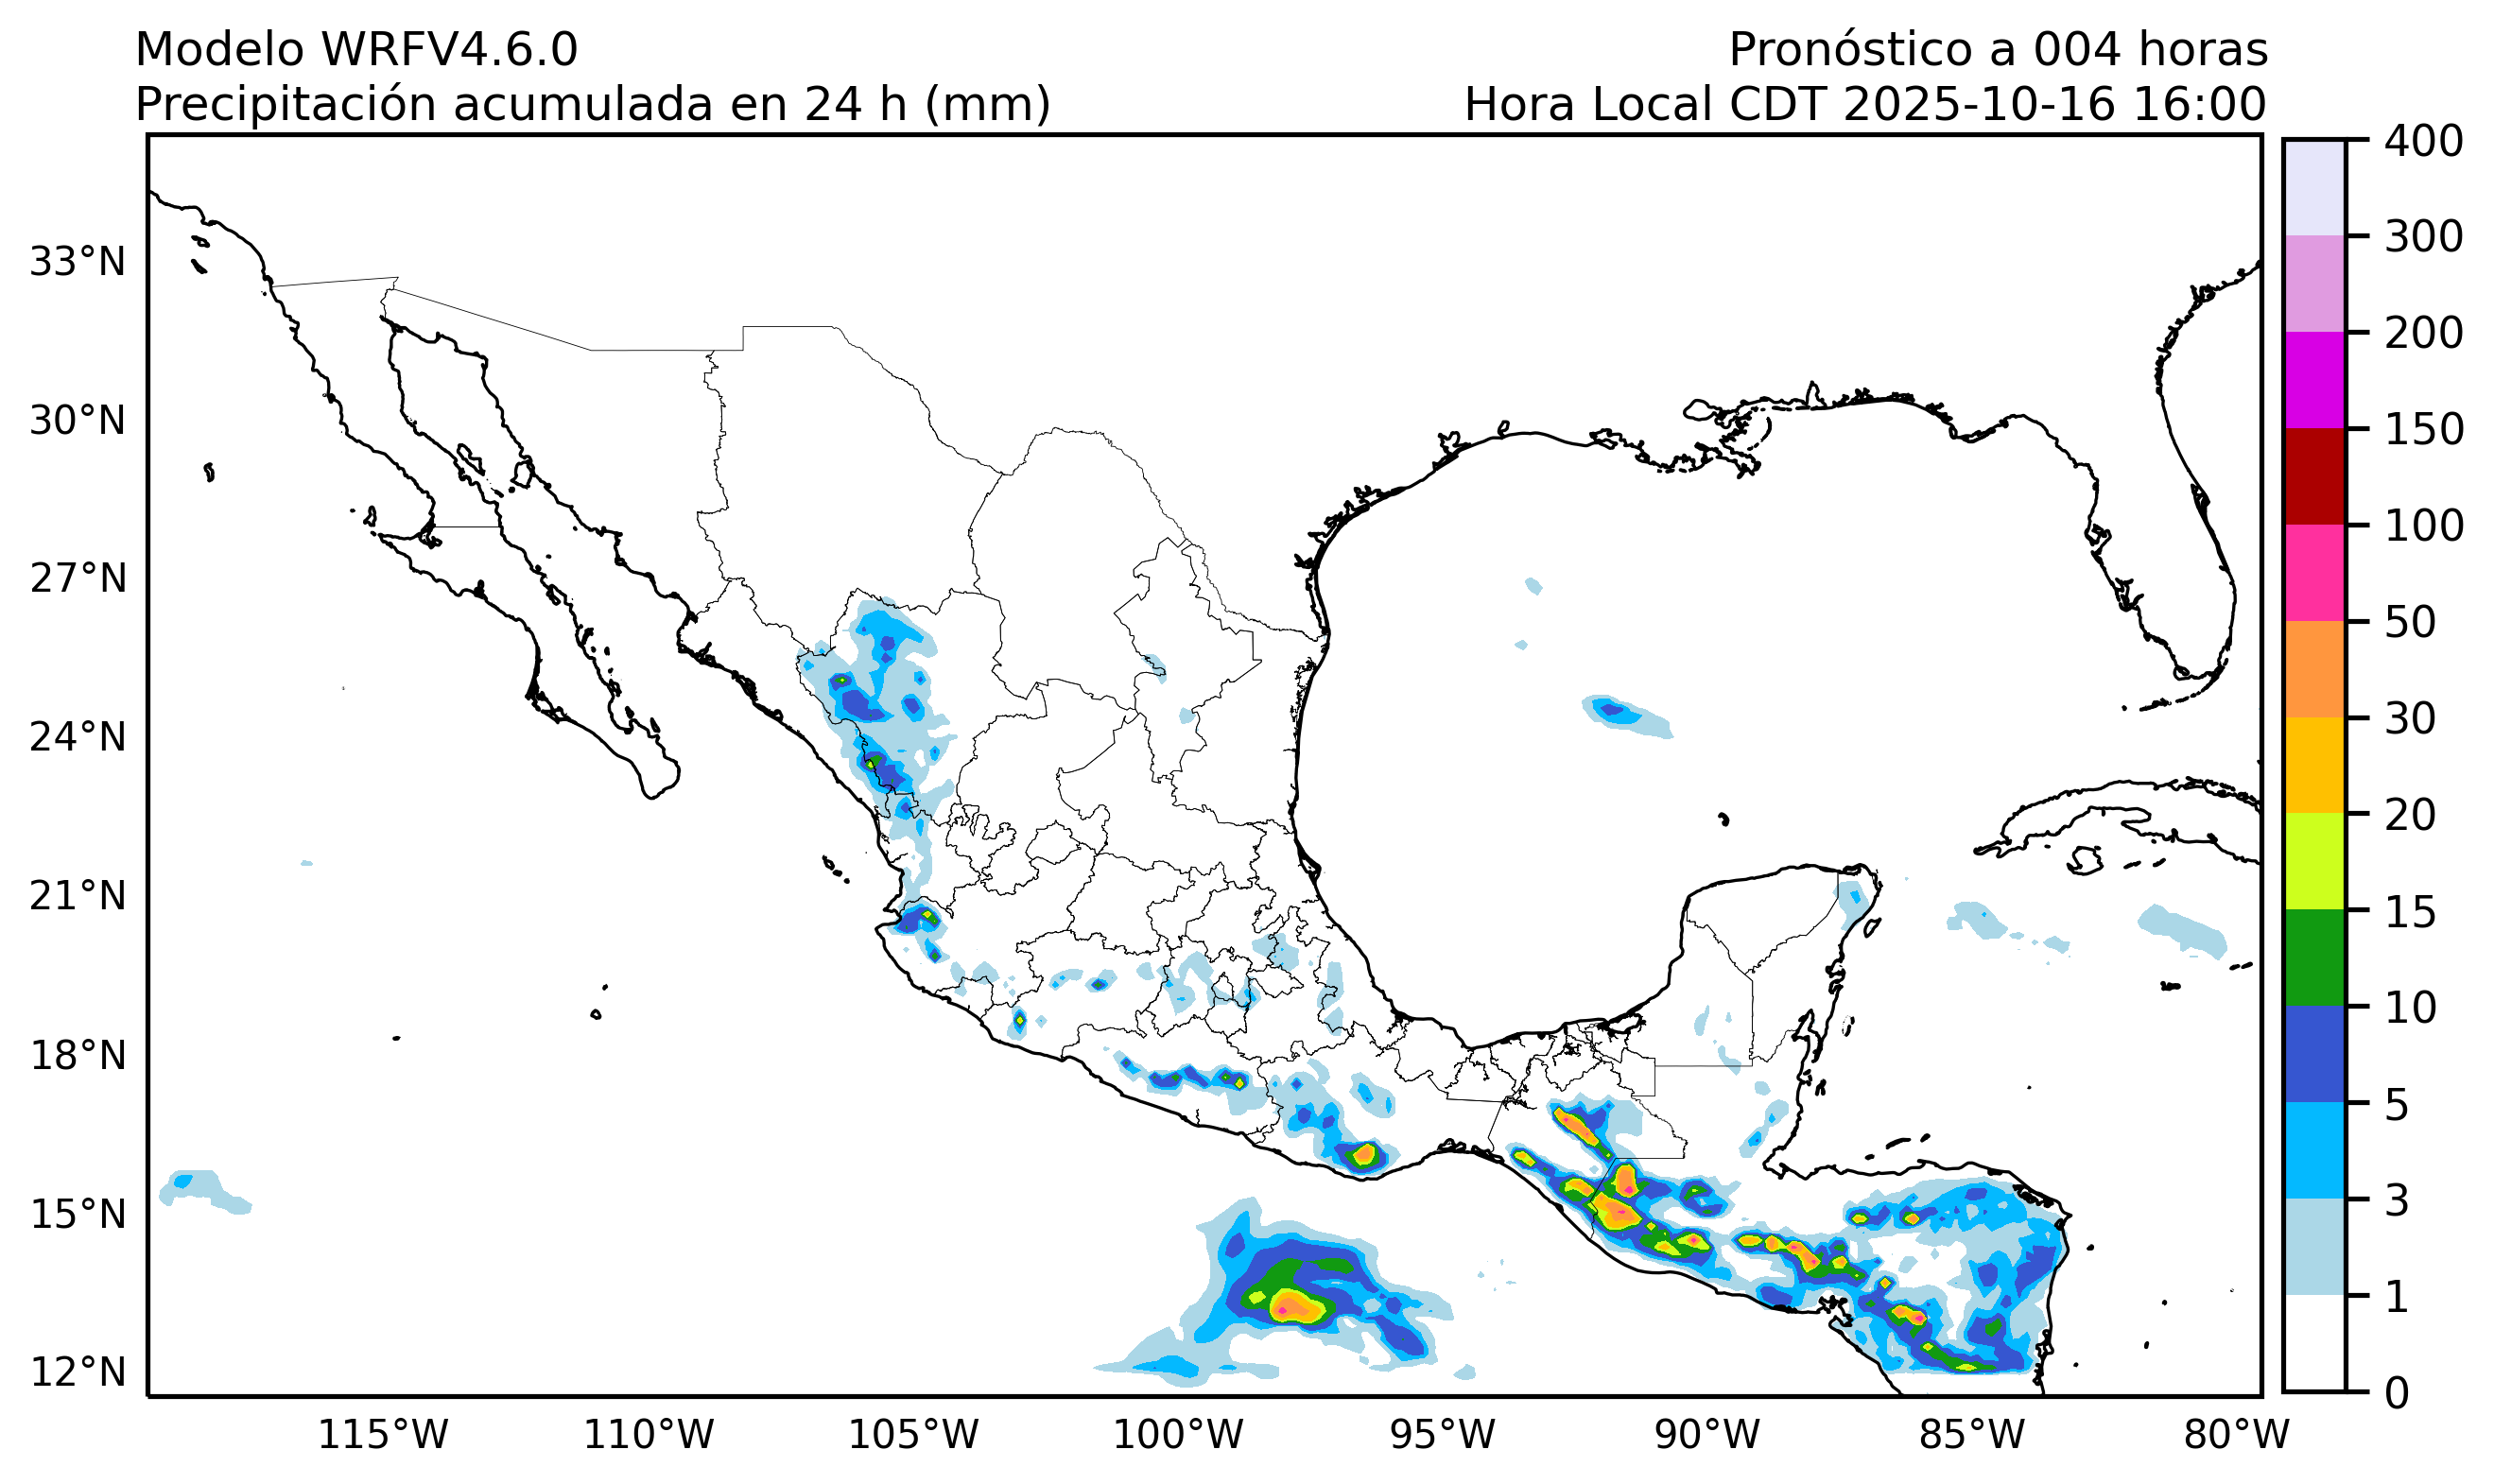 Modelo WRFV4.6.0
Pronóstico a 004 horas
Precipitación acumulada en 24 h (mm)
Hora Local CDT 2025-10-16 16:00
33°N
30°N
27°N
24°N
21°N
18°N
15°N
12°N
115°W
110°W
105°W
100°W
95°W
90°W
85°W
80°W
400
300
200
150
100
50
30
20
15
10
5
3
1
0